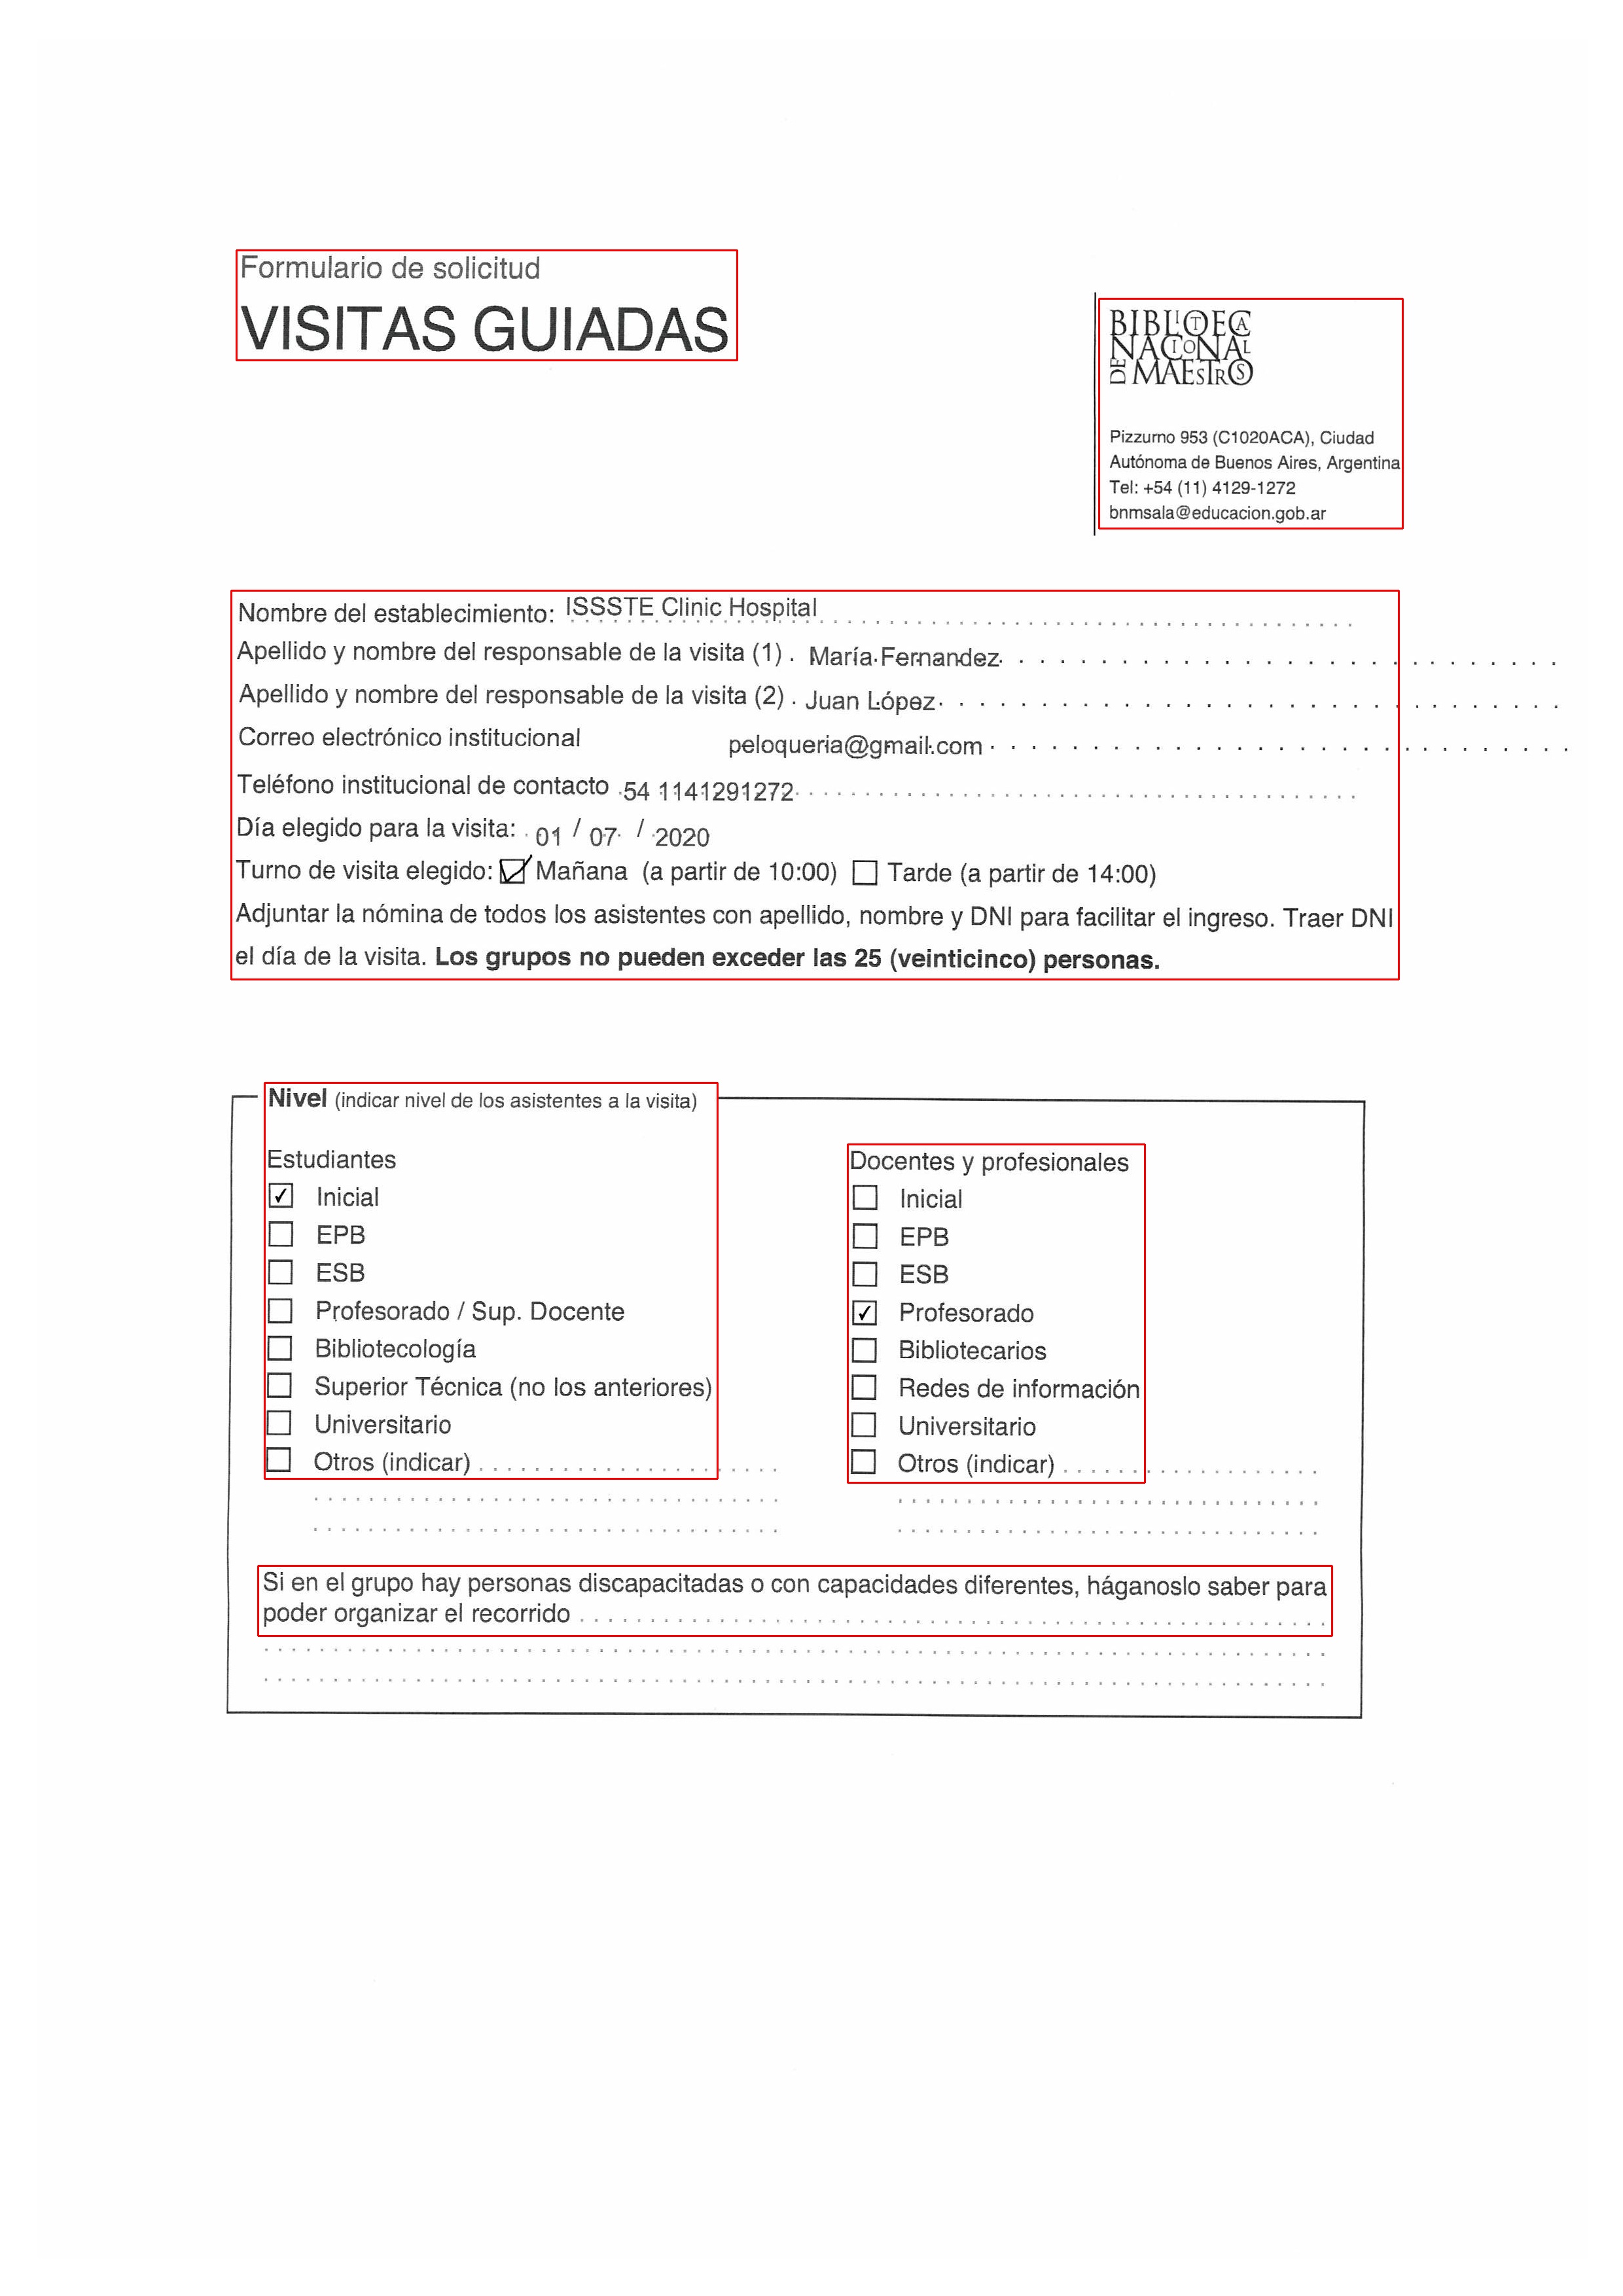 Formulario de solicitud
VISITAS GUIADAS
BIBLIOTECA
NACIONAL
DE MAESTROS
Pizzurno 953 (C1020ACA), Ciudad
Autónoma de Buenos Aires, Argentina
Tel: +54 (11) 4129-1272
bnmsala@educacion.gob.ar
Nombre del establecimiento: ISSSTE Clinic Hospital
Apellido y nombre del responsable de la visita (1) . María Fernandez
Apellido y nombre del responsable de la visita (2) . Juan López
Correo electrónico institucional peloqueria@gmail.com
Teléfono institucional de contacto 54 1141291272
Día elegido para la visita: 01 / 07 / 2020
Turno de visita elegido: Mañana (a partir de 10:00) Tarde (a partir de 14:00)
Adjuntar la nómina de todos los asistentes con apellido, nombre y DNI para facilitar el ingreso. Traer DNI
el día de la visita. Los grupos no pueden exceder las 25 (veinticinco) personas.
Nivel (indicar nivel de los asistentes a la visita)
Estudiantes
Inicial
EPB
ESB
Profesorado / Sup. Docente
Bibliotecología
Superior Técnica (no los anteriores)
Universitario
Otros (indicar)
Docentes y profesionales
Inicial
EPB
ESB
Profesorado
Bibliotecarios
Redes de información
Universitario
Otros (indicar)
Si en el grupo hay personas discapacitadas o con capacidades diferentes, háganoslo saber para
poder organizar el recorrido